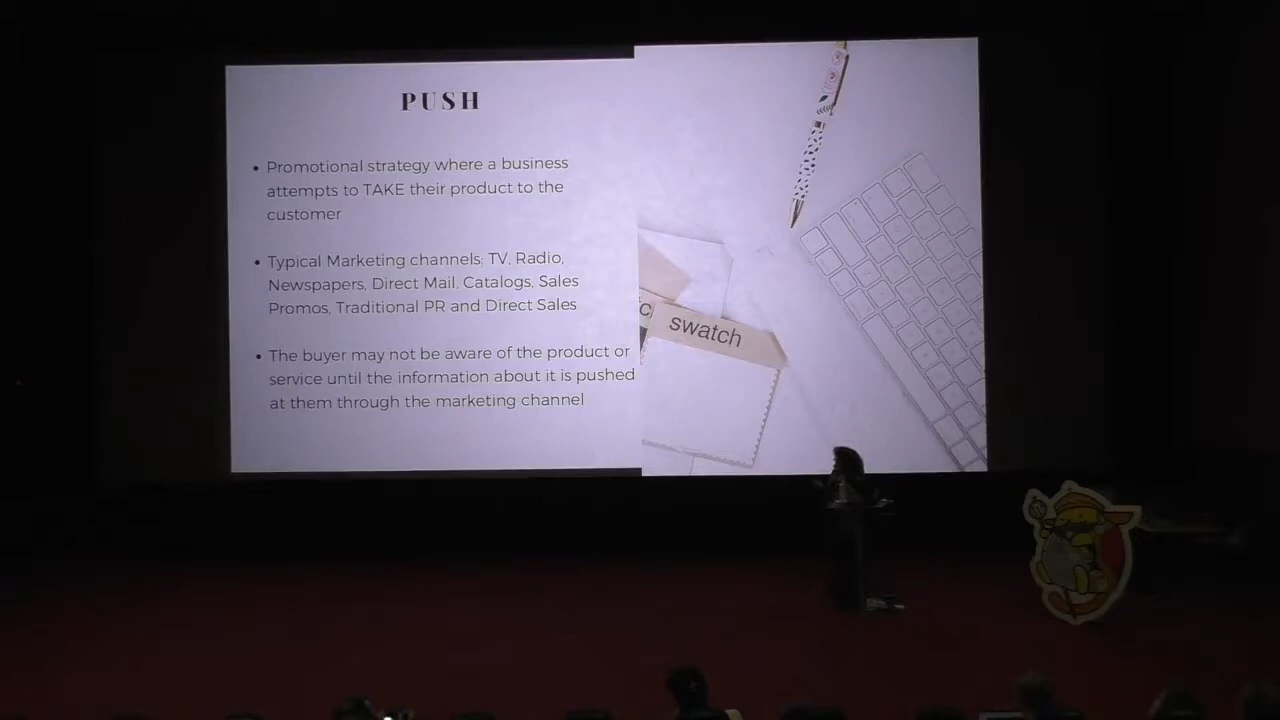 PUSH
• Promotional strategy where a business
attempts to TAKE their product to the
customer
• Typical Marketing channels: TV, Radio,
Newspapers, Direct Mail, Catalogs, Sales
Promos, Traditional PR and Direct Sales
• The buyer may not be aware of the product or
service until the information about it is pushed
at them through the marketing channel
swatch